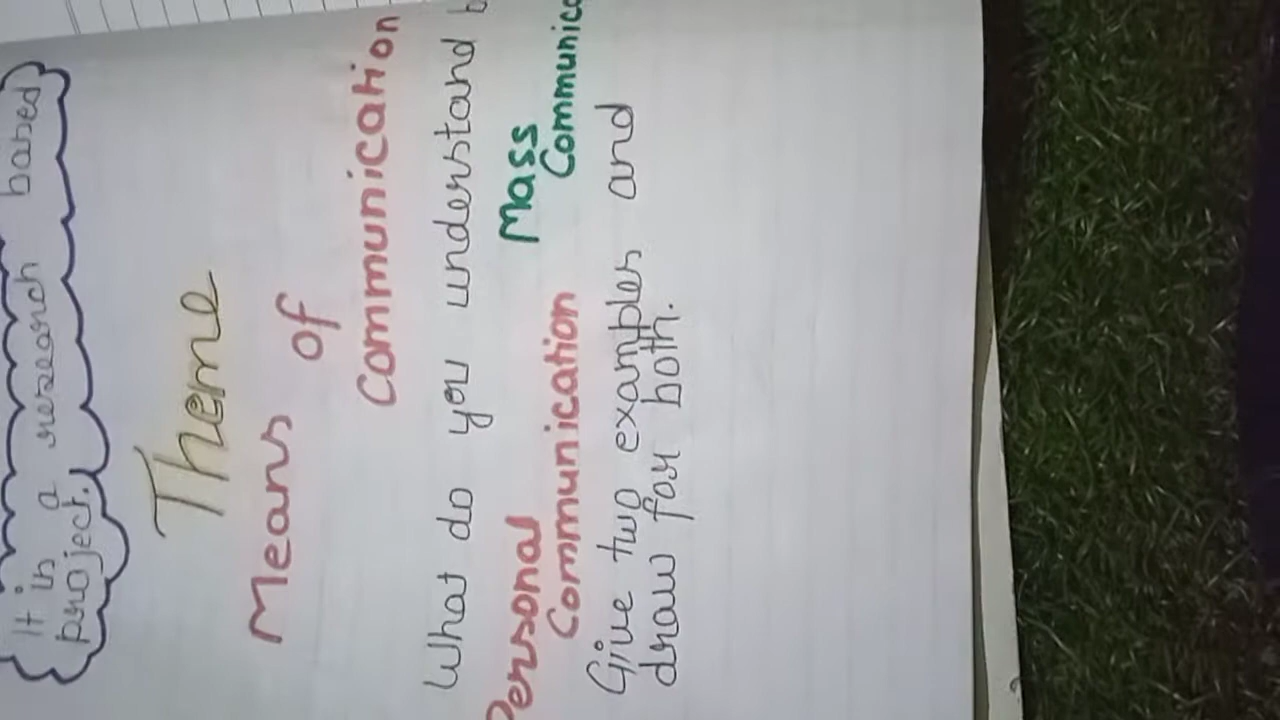 It is a research based
project.
Theme
Means of
Communication
What do you understand b
Personal Mass
Communication Communica
Give two examples and
draw for both.